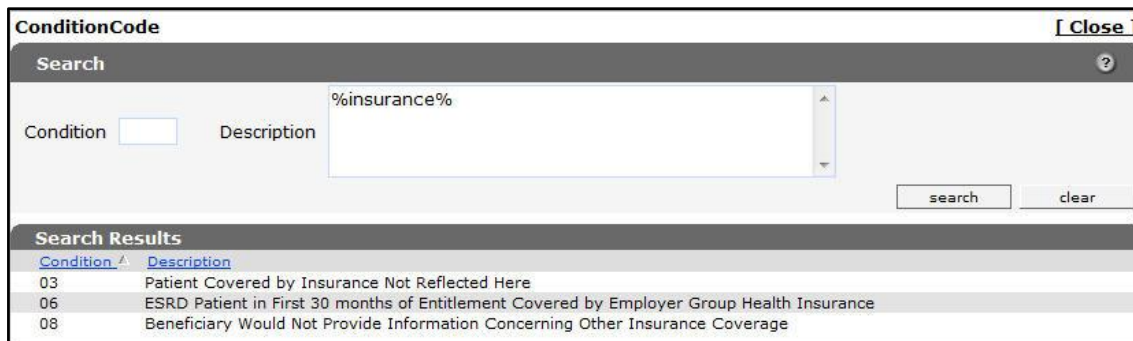 ConditionCode [ Close ]
Search ?
%insurance%
Condition Description
search clear
Search Results
Condition Description
03 Patient Covered by Insurance Not Reflected Here
06 ESRD Patient in First 30 months of Entitlement Covered by Employer Group Health Insurance
08 Beneficiary Would Not Provide Information Concerning Other Insurance Coverage